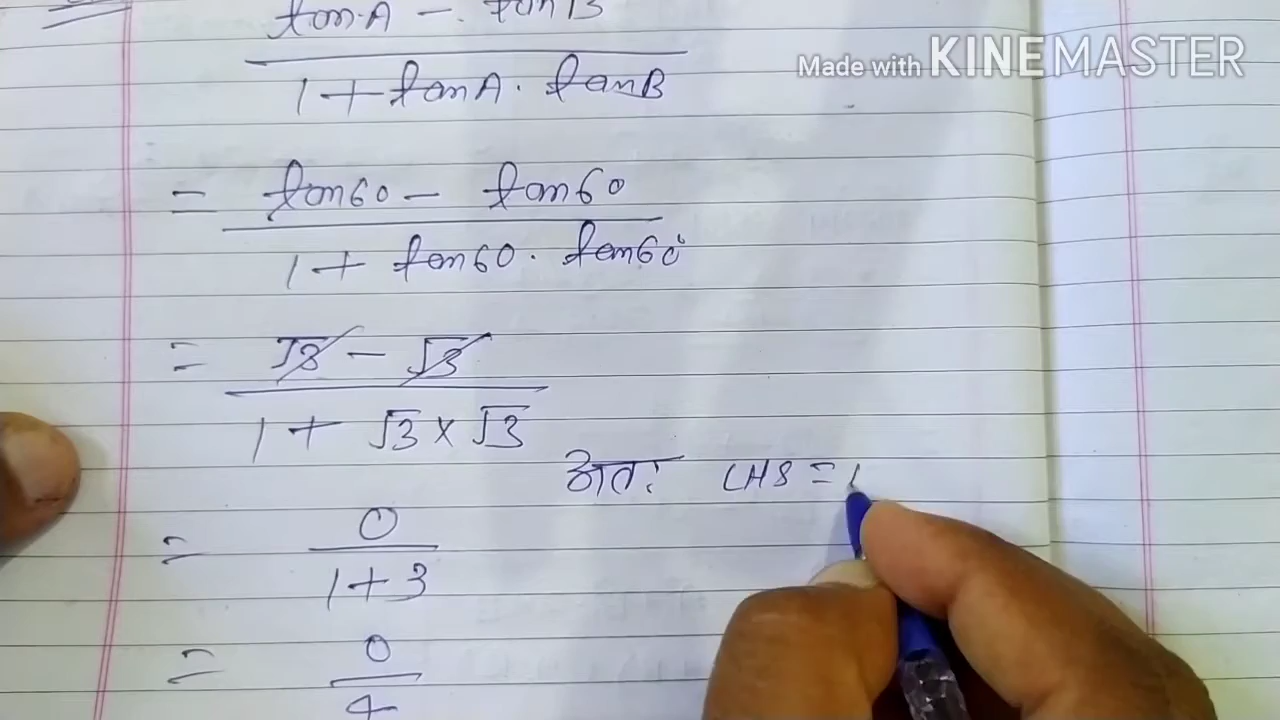 tanA - tanB
Made with KINEMASTER
1 + tanA . tanB
= tan60 - tan60
1 + tan60 . tan60°
= √3 - √3
1 + √3 × √3
अतः LHS =
= 0
1 + 3
= 0
4